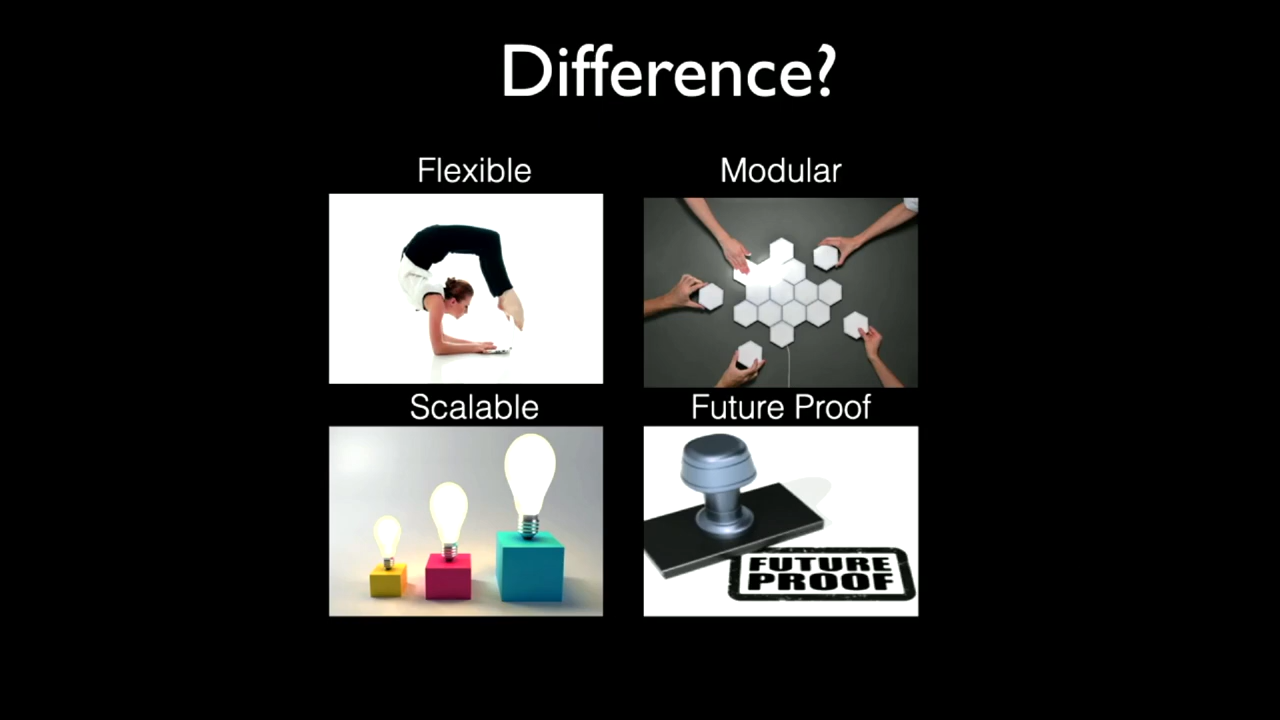 Difference?
Flexible
Modular
Scalable
Future Proof
FUTURE
PROOF